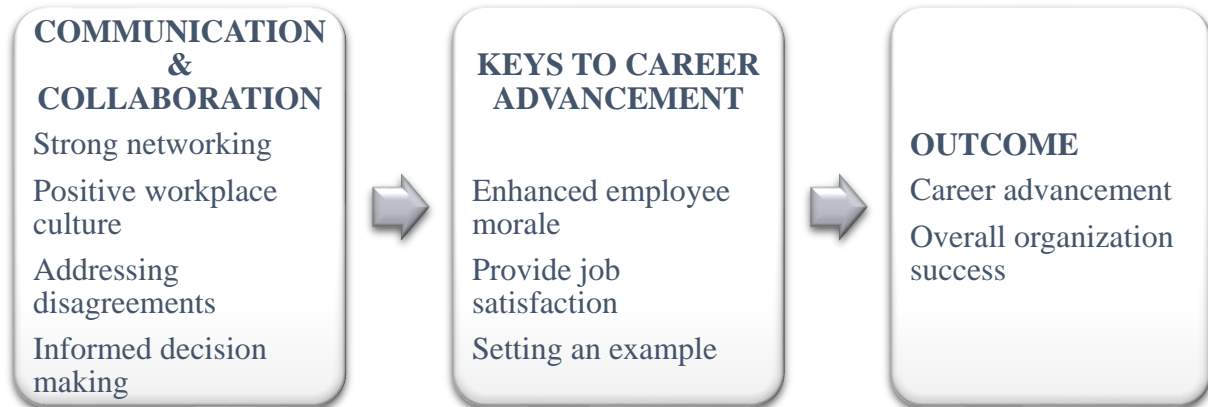 COMMUNICATION
&
COLLABORATION
Strong networking
Positive workplace
culture
Addressing
disagreements
Informed decision
making
KEYS TO CAREER
ADVANCEMENT
Enhanced employee
morale
Provide job
satisfaction
Setting an example
OUTCOME
Career advancement
Overall organization
success